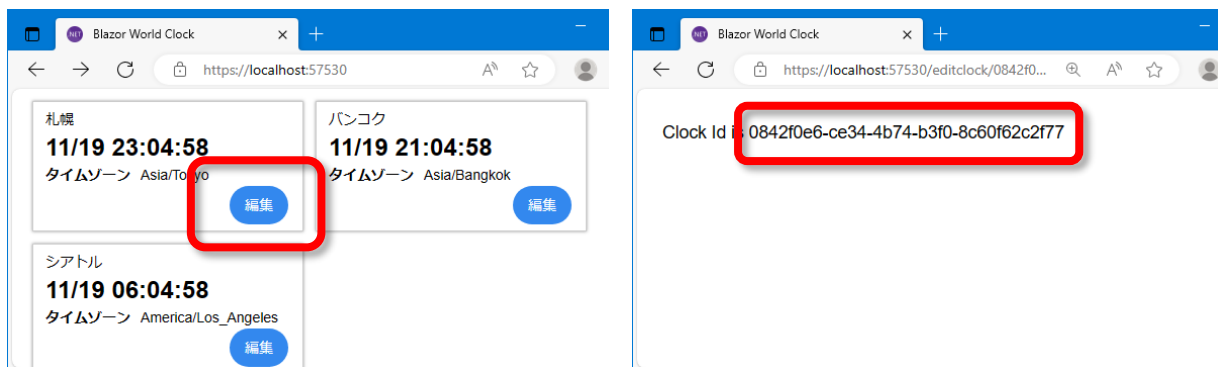 Blazor World Clock
https://localhost:57530
札幌
11/19 23:04:58
タイムゾーン Asia/Tokyo
編集
バンコク
11/19 21:04:58
タイムゾーン Asia/Bangkok
編集
シアトル
11/19 06:04:58
タイムゾーン America/Los_Angeles
編集
Blazor World Clock
https://localhost:57530/editclock/0842f0...
Clock Id is 0842f0e6-ce34-4b74-b3f0-8c60f62c2f77